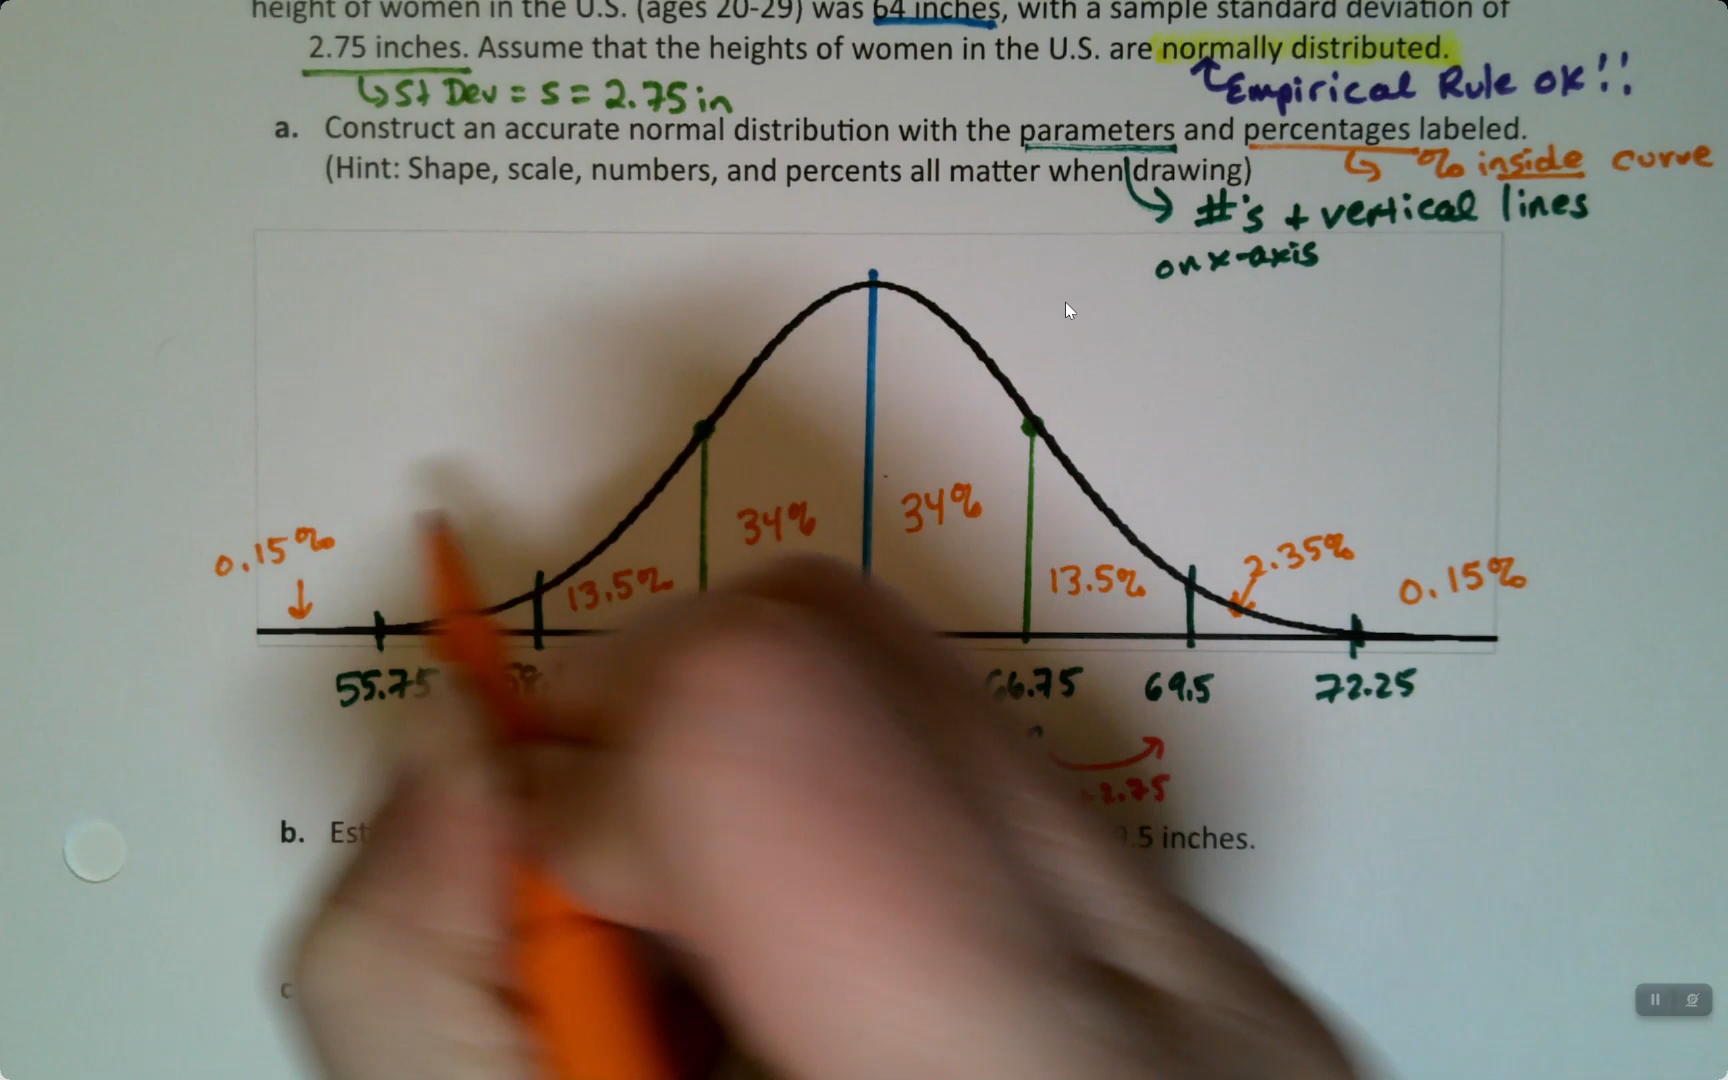 height of women in the U.S. (ages 20-29) was 64 inches, with a sample standard deviation of
2.75 inches. Assume that the heights of women in the U.S. are normally distributed.
St Dev = s = 2.75 in
Empirical Rule OK!!
a. Construct an accurate normal distribution with the parameters and percentages labeled.
(Hint: Shape, scale, numbers, and percents all matter when drawing)
% inside curve
#'s + vertical lines
on x-axis
34% 34%
0.15% 13.5% 13.5% 2.35% 0.15%
55.75 66.75 69.5 72.25
2.75
b. .5 inches.
c